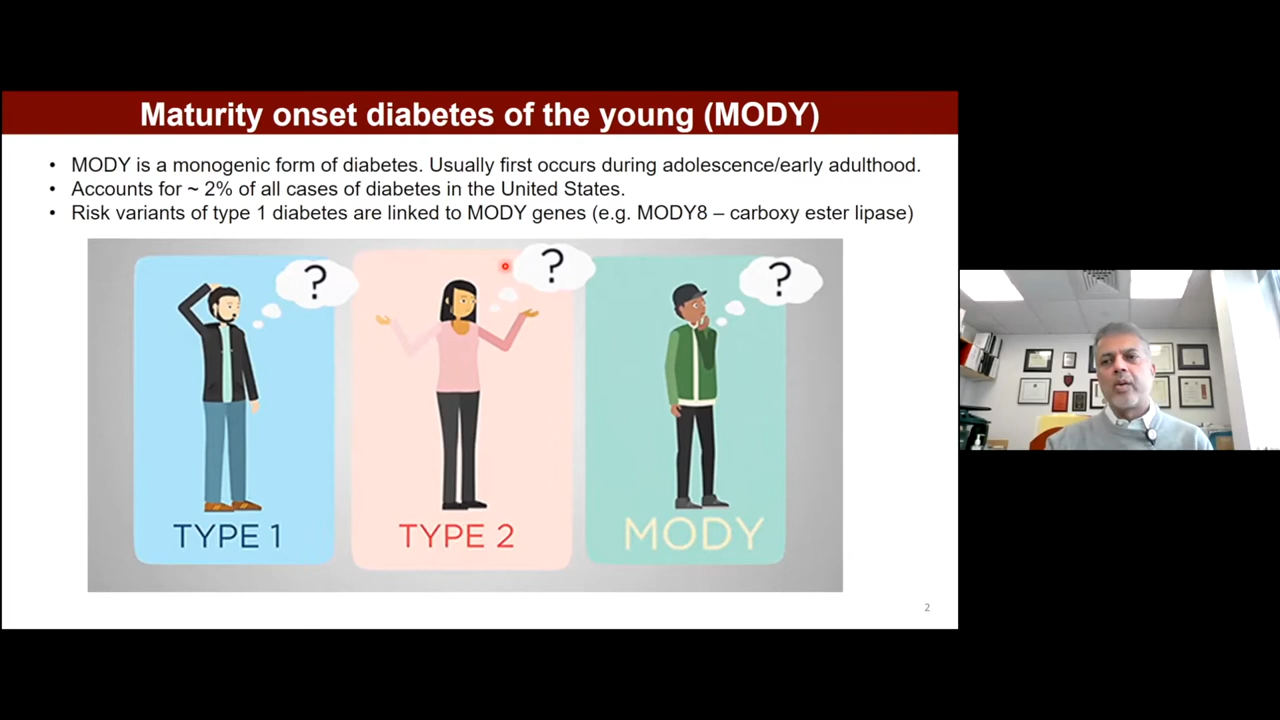 Maturity onset diabetes of the young (MODY)
• MODY is a monogenic form of diabetes. Usually first occurs during adolescence/early adulthood.
• Accounts for ~ 2% of all cases of diabetes in the United States.
• Risk variants of type 1 diabetes are linked to MODY genes (e.g. MODY8 – carboxy ester lipase)
? ? ?
TYPE 1 TYPE 2 MODY
2